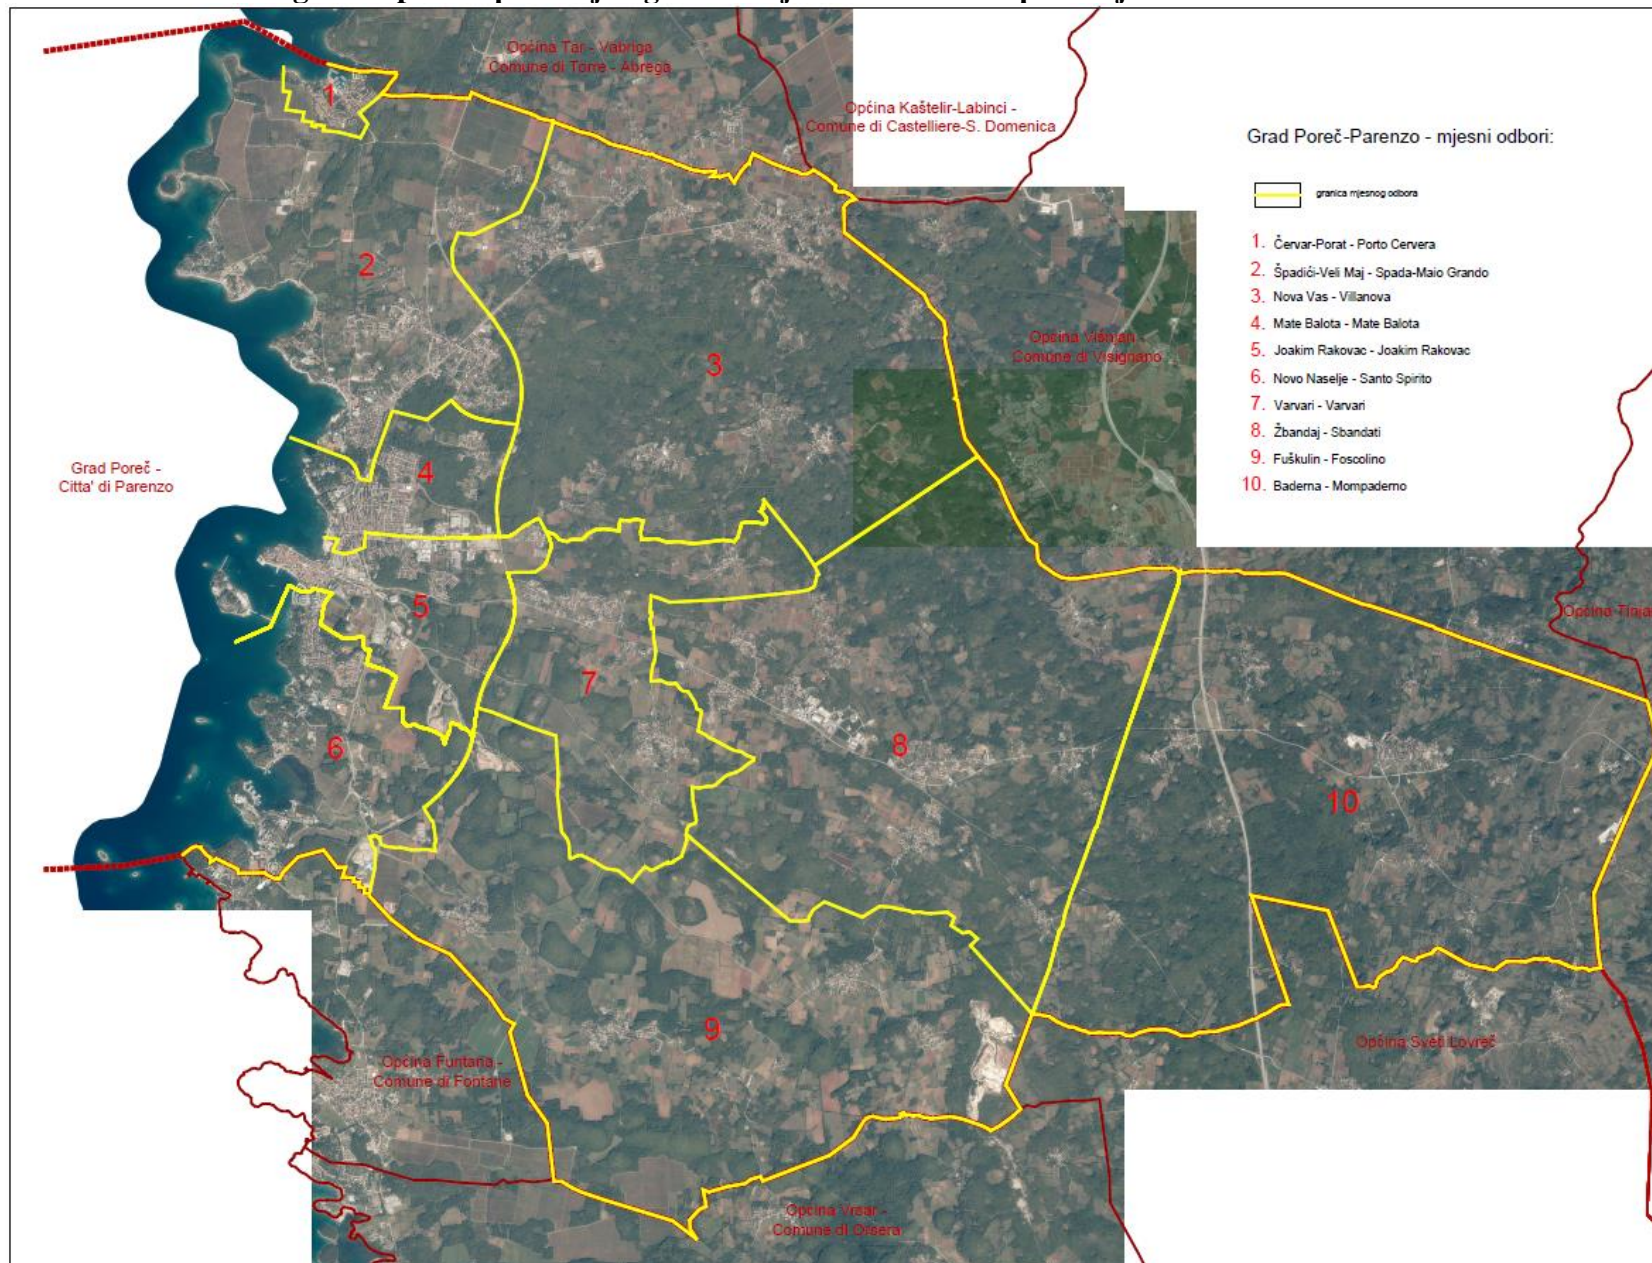 Općina Tar - Vabriga
Comune di Torre - Abrega
Općina Kaštelir-Labinci -
Comune di Castelliere-S. Domenica
Grad Poreč-Parenzo - mjesni odbori:
granica mjesnog odbora
1. Červar-Porat - Porto Cervera
2. Špadići-Veli Maj - Spada-Maio Grando
3. Nova Vas - Villanova
4. Mate Balota - Mate Balota
5. Joakim Rakovac - Joakim Rakovac
6. Novo Naselje - Santo Spirito
7. Varvari - Varvari
8. Žbandaj - Sbandati
9. Fuškulin - Foscolino
10. Baderna - Mompaderno
1
2
3
Općina Višnjan -
Comune di Visignano
Grad Poreč -
Citta' di Parenzo
4
5
Općina Tinja
6
7
8
10
9
Općina Sveti Lovreč
Općina Funtana -
Comune di Fontane
Općina Vrsar -
Comune di Orsera